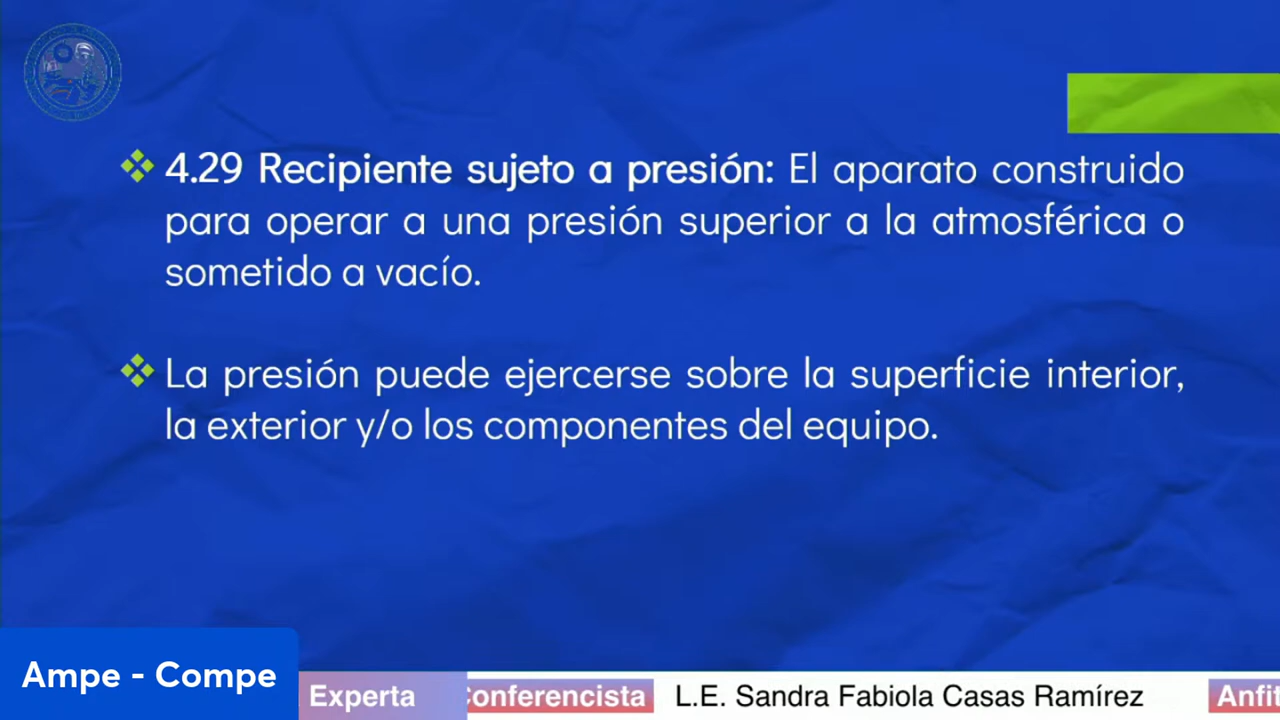 4.29 Recipiente sujeto a presión: El aparato construido
para operar a una presión superior a la atmosférica o
sometido a vacío.
La presión puede ejercerse sobre la superficie interior,
la exterior y/o los componentes del equipo.
Ampe - Compe
Experta
onferencista
L.E. Sandra Fabiola Casas Ramírez
Anfit